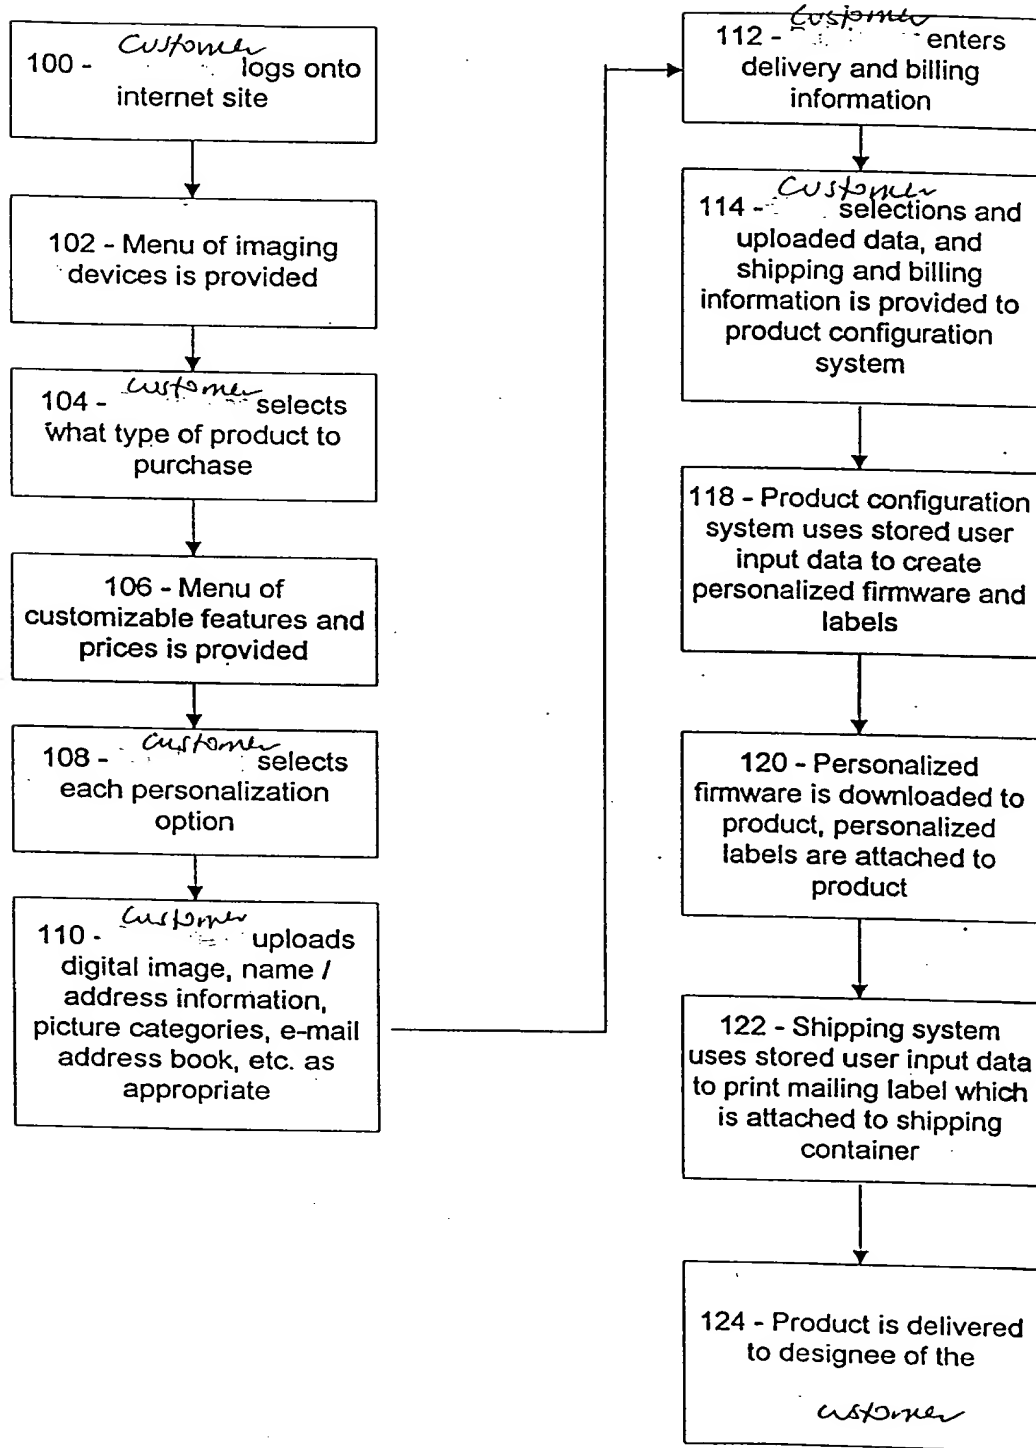 100 - Customer logs onto
internet site
102 - Menu of imaging
devices is provided
104 - customer selects
what type of product to
purchase
106 - Menu of
customizable features and
prices is provided
108 - customer selects
each personalization
option
110 - customer uploads
digital image, name /
address information,
picture categories, e-mail
address book, etc. as
appropriate
112 - customer enters
delivery and billing
information
114 - customer selections and
uploaded data, and
shipping and billing
information is provided to
product configuration
system
118 - Product configuration
system uses stored user
input data to create
personalized firmware and
labels
120 - Personalized
firmware is downloaded to
product, personalized
labels are attached to
product
122 - Shipping system
uses stored user input data
to print mailing label which
is attached to shipping
container
124 - Product is delivered
to designee of the
customer